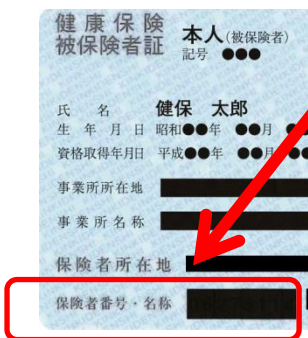 健康保険
被保険者証
本人(被保険者)
記号 ●●●
氏名 健保 太郎
生年月日 昭和●●年 ●●月
資格取得年月日 平成●●年 ●●月
事業所所在地
事業所名称
保険者所在地
保険者番号・名称